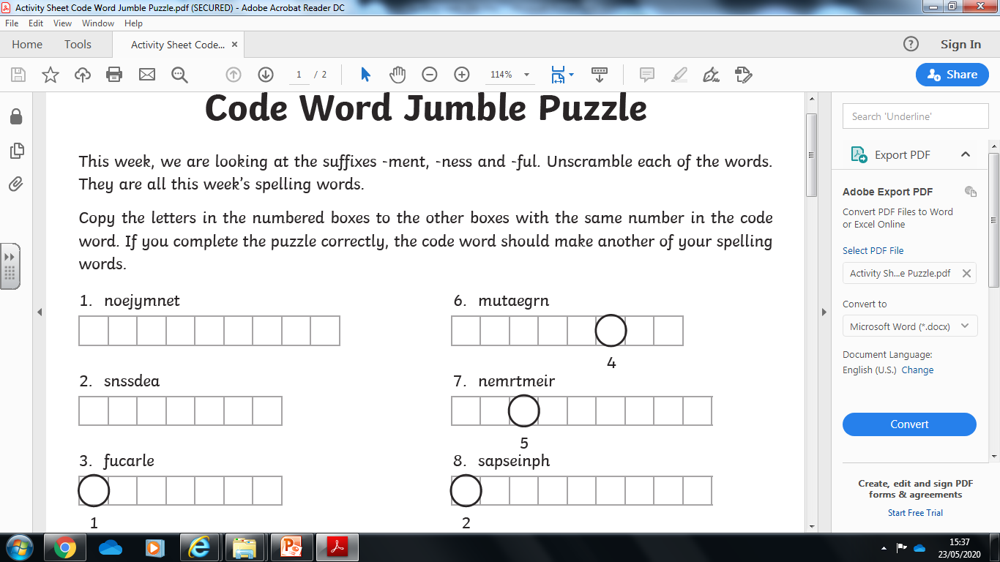 Activity Sheet Code Word Jumble Puzzle.pdf (SECURED) - Adobe Acrobat Reader DC
File Edit View Window Help
Home Tools Activity Sheet Code... × Sign In
1 / 2 114% Share
Code Word Jumble Puzzle
This week, we are looking at the suffixes -ment, -ness and -ful. Unscramble each of the words.
They are all this week's spelling words.
Copy the letters in the numbered boxes to the other boxes with the same number in the code
word. If you complete the puzzle correctly, the code word should make another of your spelling
words.
1. noejymnet
2. snssdea
3. fucarle
1
6. mutaegrn
4
7. nemrtmeir
5
8. sapseinph
2
Search 'Underline'
Export PDF
Adobe Export PDF
Convert PDF Files to Word
or Excel Online
Select PDF File
Activity Sh...e Puzzle.pdf
Convert to
Microsoft Word (*.docx)
Document Language:
English (U.S.) Change
Convert
Create, edit and sign PDF
forms & agreements
Start Free Trial
15:37
23/05/2020